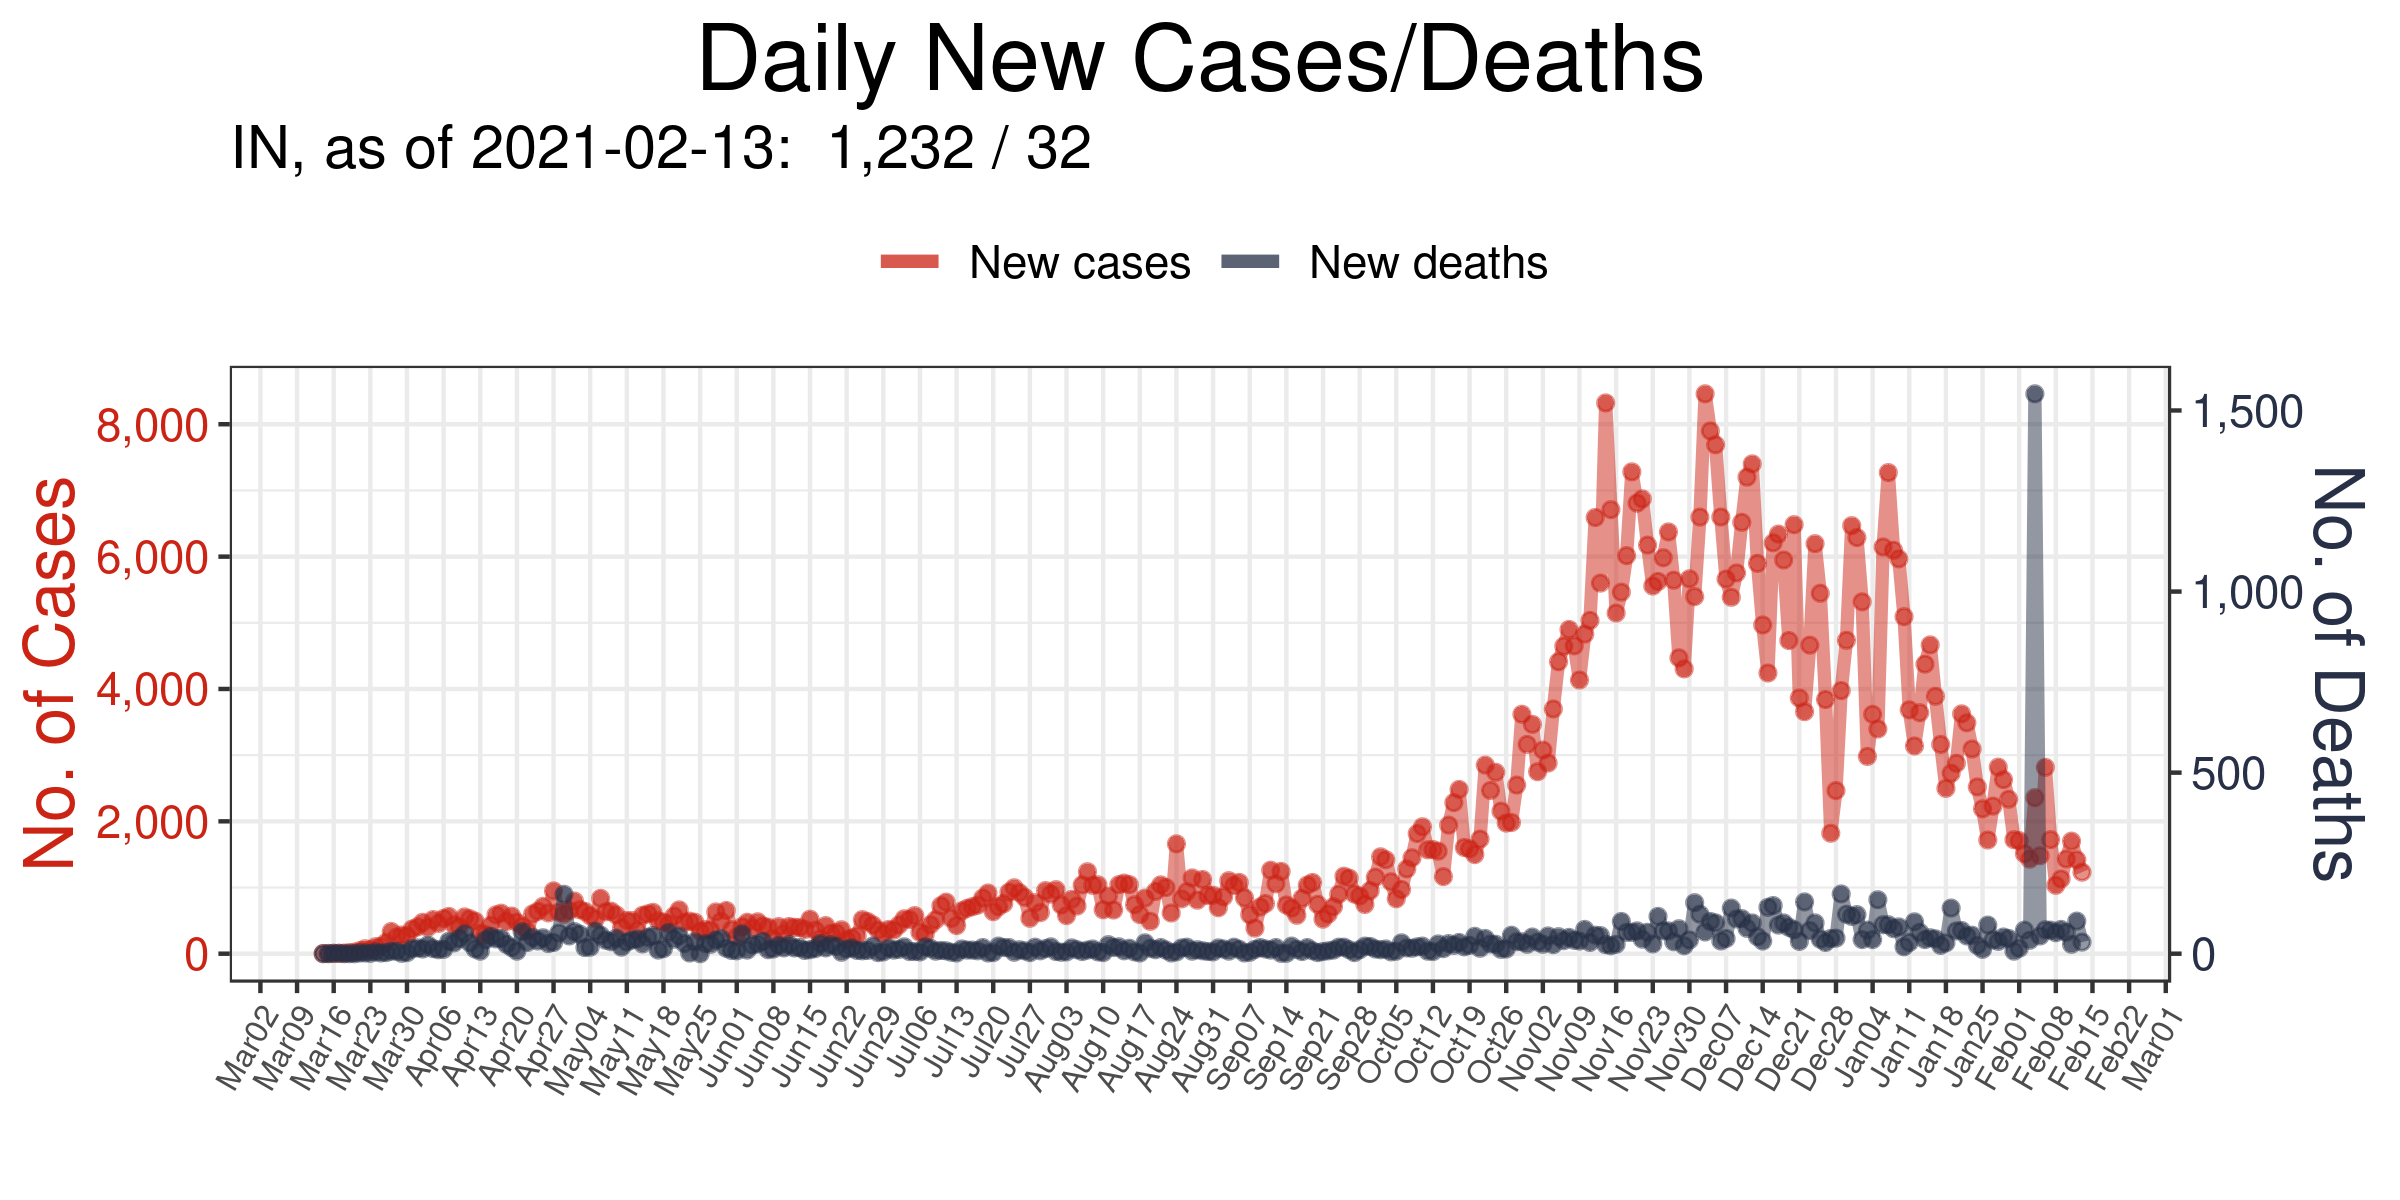 Daily New Cases/Deaths
IN, as of 2021-02-13:  1,232 / 32
New cases
New deaths
No. of Cases
8,000
6,000
4,000
2,000
0
1,500
1,000
500
0
No. of Deaths
Mar02
Mar09
Mar16
Mar23
Mar30
Apr06
Apr13
Apr20
Apr27
May04
May11
May18
May25
Jun01
Jun08
Jun15
Jun22
Jun29
Jul06
Jul13
Jul20
Jul27
Aug03
Aug10
Aug17
Aug24
Aug31
Sep07
Sep14
Sep21
Sep28
Oct05
Oct12
Oct19
Oct26
Nov02
Nov09
Nov16
Nov23
Nov30
Dec07
Dec14
Dec21
Dec28
Jan04
Jan11
Jan18
Jan25
Feb01
Feb08
Feb15
Feb22
Mar01